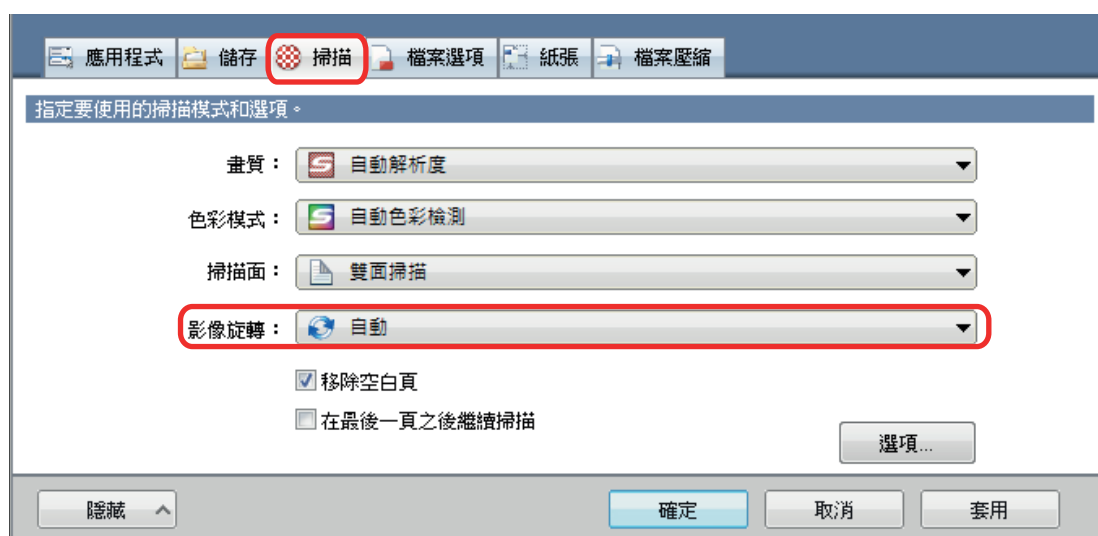 應用程式 儲存 掃描 檔案選項 紙張 檔案壓縮
指定要使用的掃描模式和選項。
畫質： 自動解析度
色彩模式： 自動色彩檢測
掃描面： 雙面掃描
影像旋轉： 自動
移除空白頁
在最後一頁之後繼續掃描
選項...
隱藏 確定 取消 套用